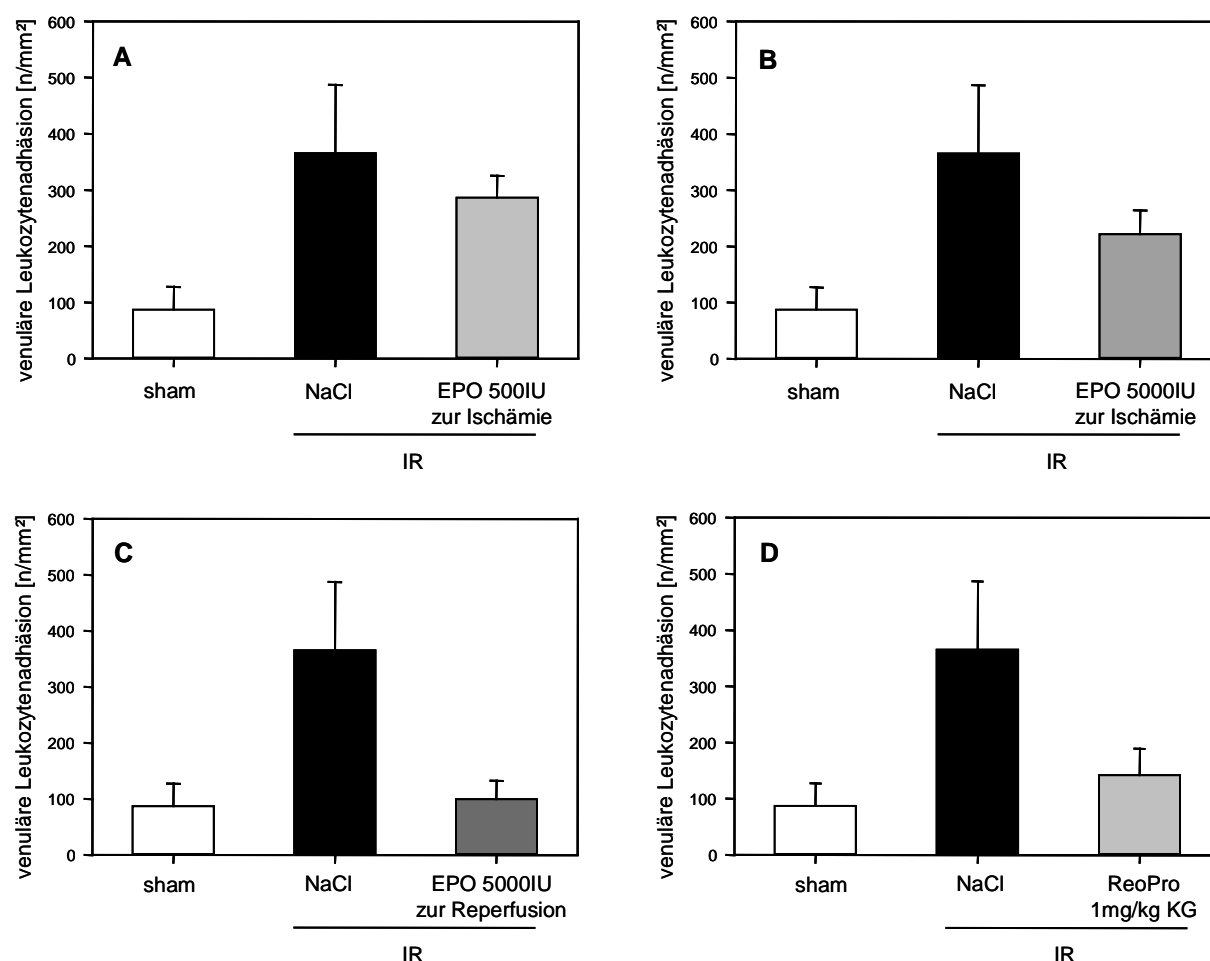 A
venuläre Leukozytenadhäsion [n/mm²]
600
500
400
300
200
100
0
sham
NaCl
EPO 500IU
zur Ischämie
IR
B
venuläre Leukozytenadhäsion [n/mm²]
600
500
400
300
200
100
0
sham
NaCl
EPO 5000IU
zur Ischämie
IR
C
venuläre Leukozytenadhäsion [n/mm²]
600
500
400
300
200
100
0
sham
NaCl
EPO 5000IU
zur Reperfusion
IR
D
venuläre Leukozytenadhäsion [n/mm²]
600
500
400
300
200
100
0
sham
NaCl
ReoPro
1mg/kg KG
IR